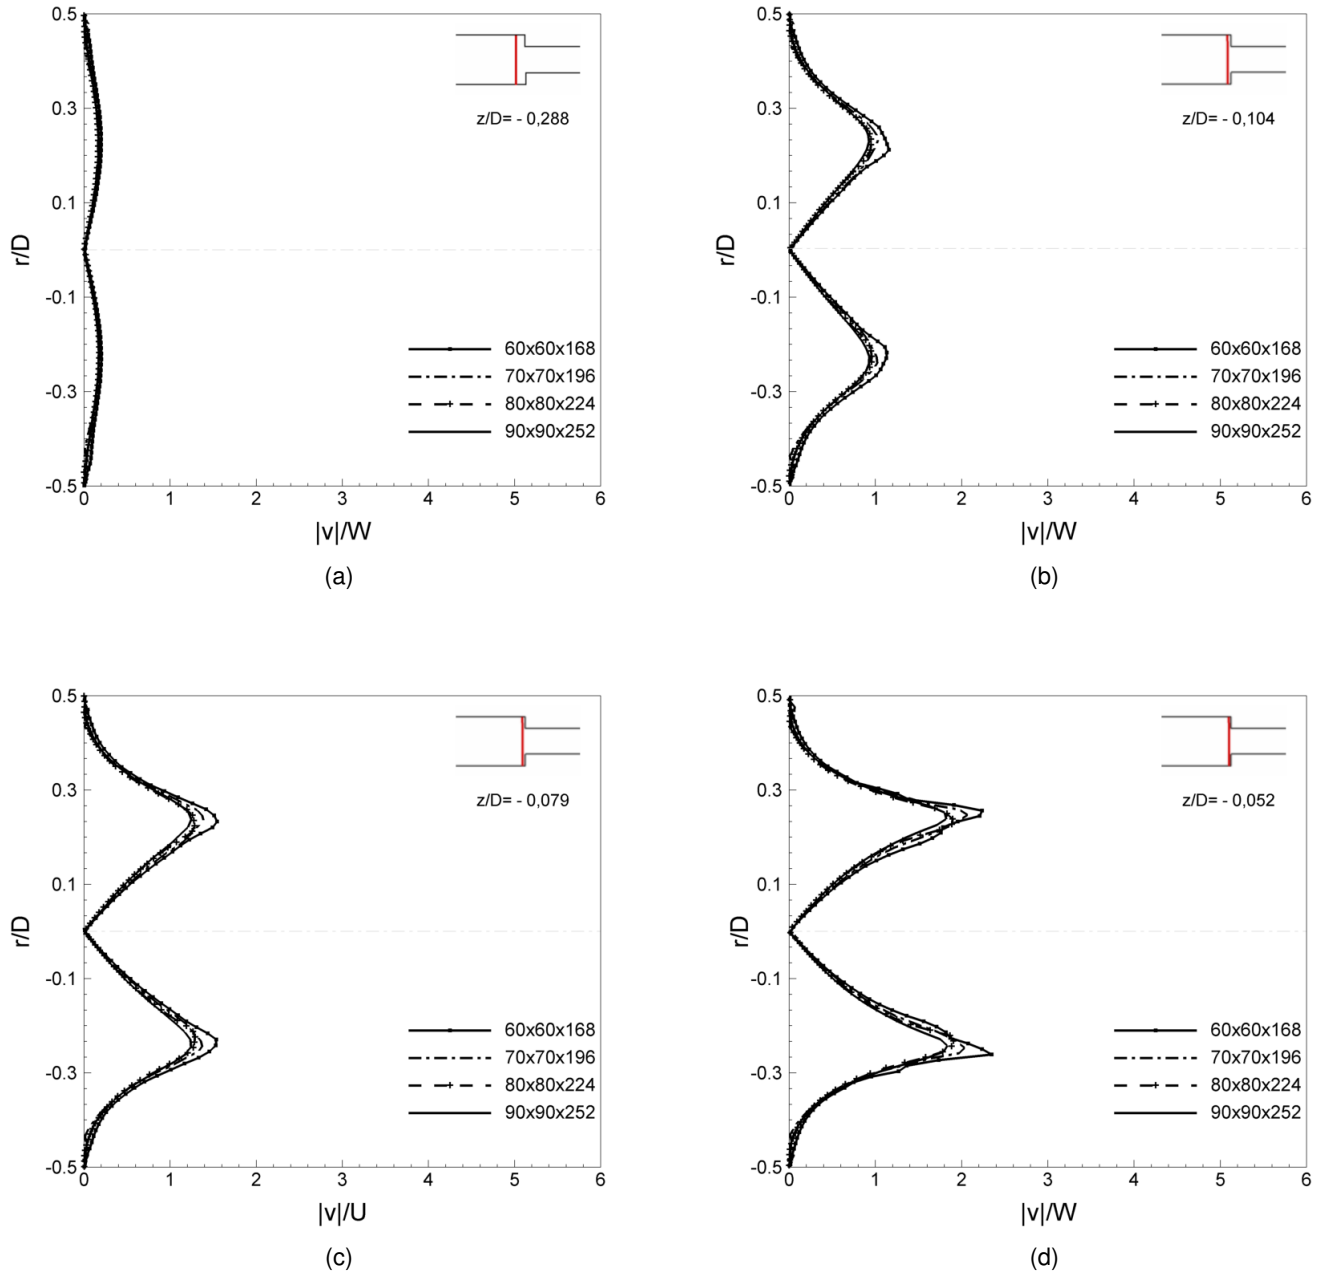 0.5
0.3
0.1
-0.1
-0.3
-0.5
r/D
z/D= - 0,288
60x60x168
70x70x196
80x80x224
90x90x252
0 1 2 3 4 5 6
|v|/W
(a)
0.5
0.3
0.1
-0.1
-0.3
-0.5
r/D
z/D= - 0,104
60x60x168
70x70x196
80x80x224
90x90x252
0 1 2 3 4 5 6
|v|/W
(b)
0.5
0.3
0.1
-0.1
-0.3
-0.5
r/D
z/D= - 0,079
60x60x168
70x70x196
80x80x224
90x90x252
0 1 2 3 4 5 6
|v|/U
(c)
0.5
0.3
0.1
-0.1
-0.3
-0.5
r/D
z/D= - 0,052
60x60x168
70x70x196
80x80x224
90x90x252
0 1 2 3 4 5 6
|v|/W
(d)